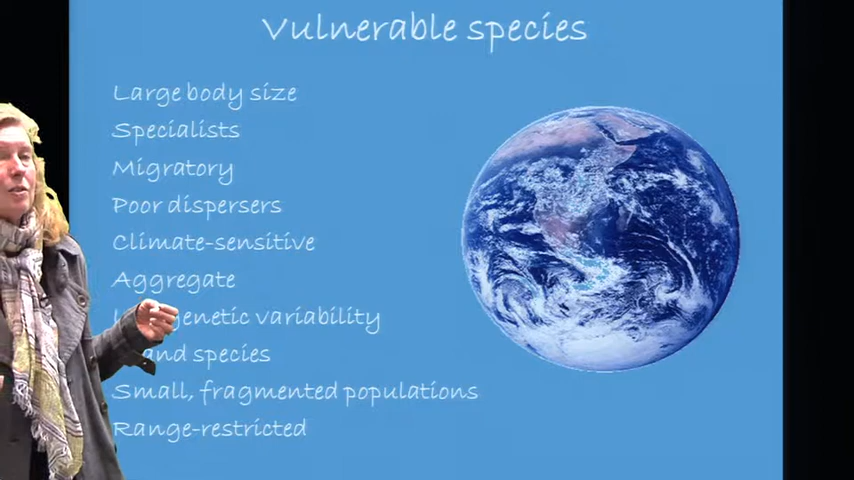 Vulnerable species
Large body size
Specialists
Migratory
Poor dispersers
Climate-sensitive
Aggregate
genetic variability
species
Small, fragmented populations
Range-restricted